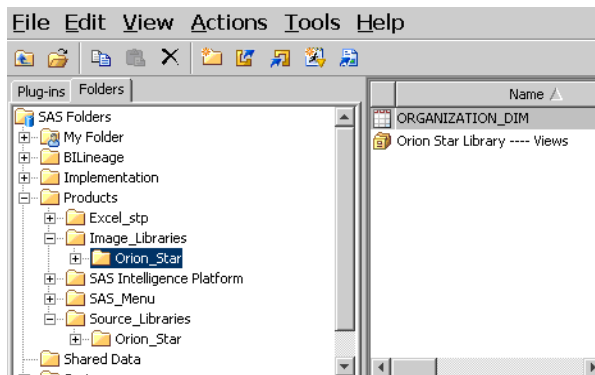 File Edit View Actions Tools Help
Plug-ins Folders
SAS Folders
My Folder
BILineage
Implementation
Products
Excel_stp
Image_Libraries
Orion_Star
SAS Intelligence Platform
SAS_Menu
Source_Libraries
Orion_Star
Shared Data
Name
ORGANIZATION_DIM
Orion Star Library ---- Views